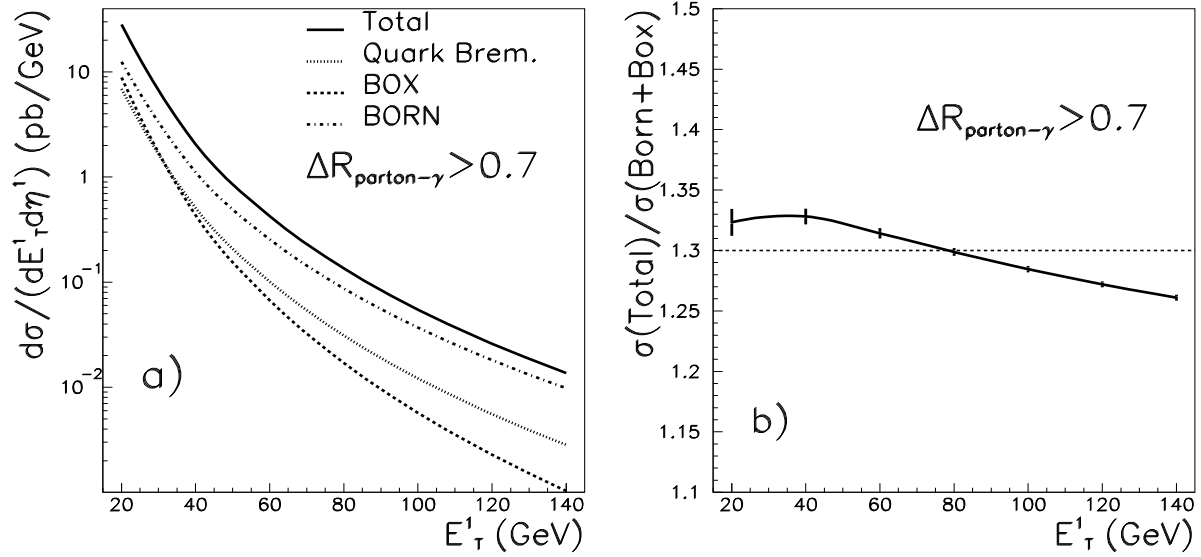 dσ/(dE¹_T dη¹) (pb/GeV)
10
1
10⁻¹
10⁻²
Total
Quark Brem.
BOX
BORN
ΔR_parton-γ>0.7
a)
20 40 60 80 100 120 140
E¹_T (GeV)
σ(Total)/σ(Born+Box)
1.5
1.45
1.4
1.35
1.3
1.25
1.2
1.15
1.1
ΔR_parton-γ>0.7
b)
20 40 60 80 100 120 140
E¹_T (GeV)